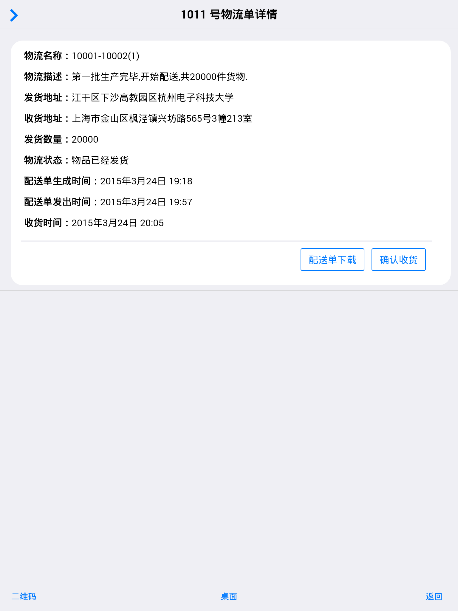 1011 号物流单详情
物流名称：10001-10002(1)
物流描述：第一批生产完毕,开始配送,共20000件货物.
发货地址：江干区下沙高教园区杭州电子科技大学
收货地址：上海市金山区枫泾镇兴坊路565号3幢213室
发货数量：20000
物流状态：物品已经发货
配送单生成时间：2015年3月24日 19:18
配送单发出时间：2015年3月24日 19:57
收货时间：2015年3月24日 20:05
配送单下载
确认收货
二维码
桌面
返回